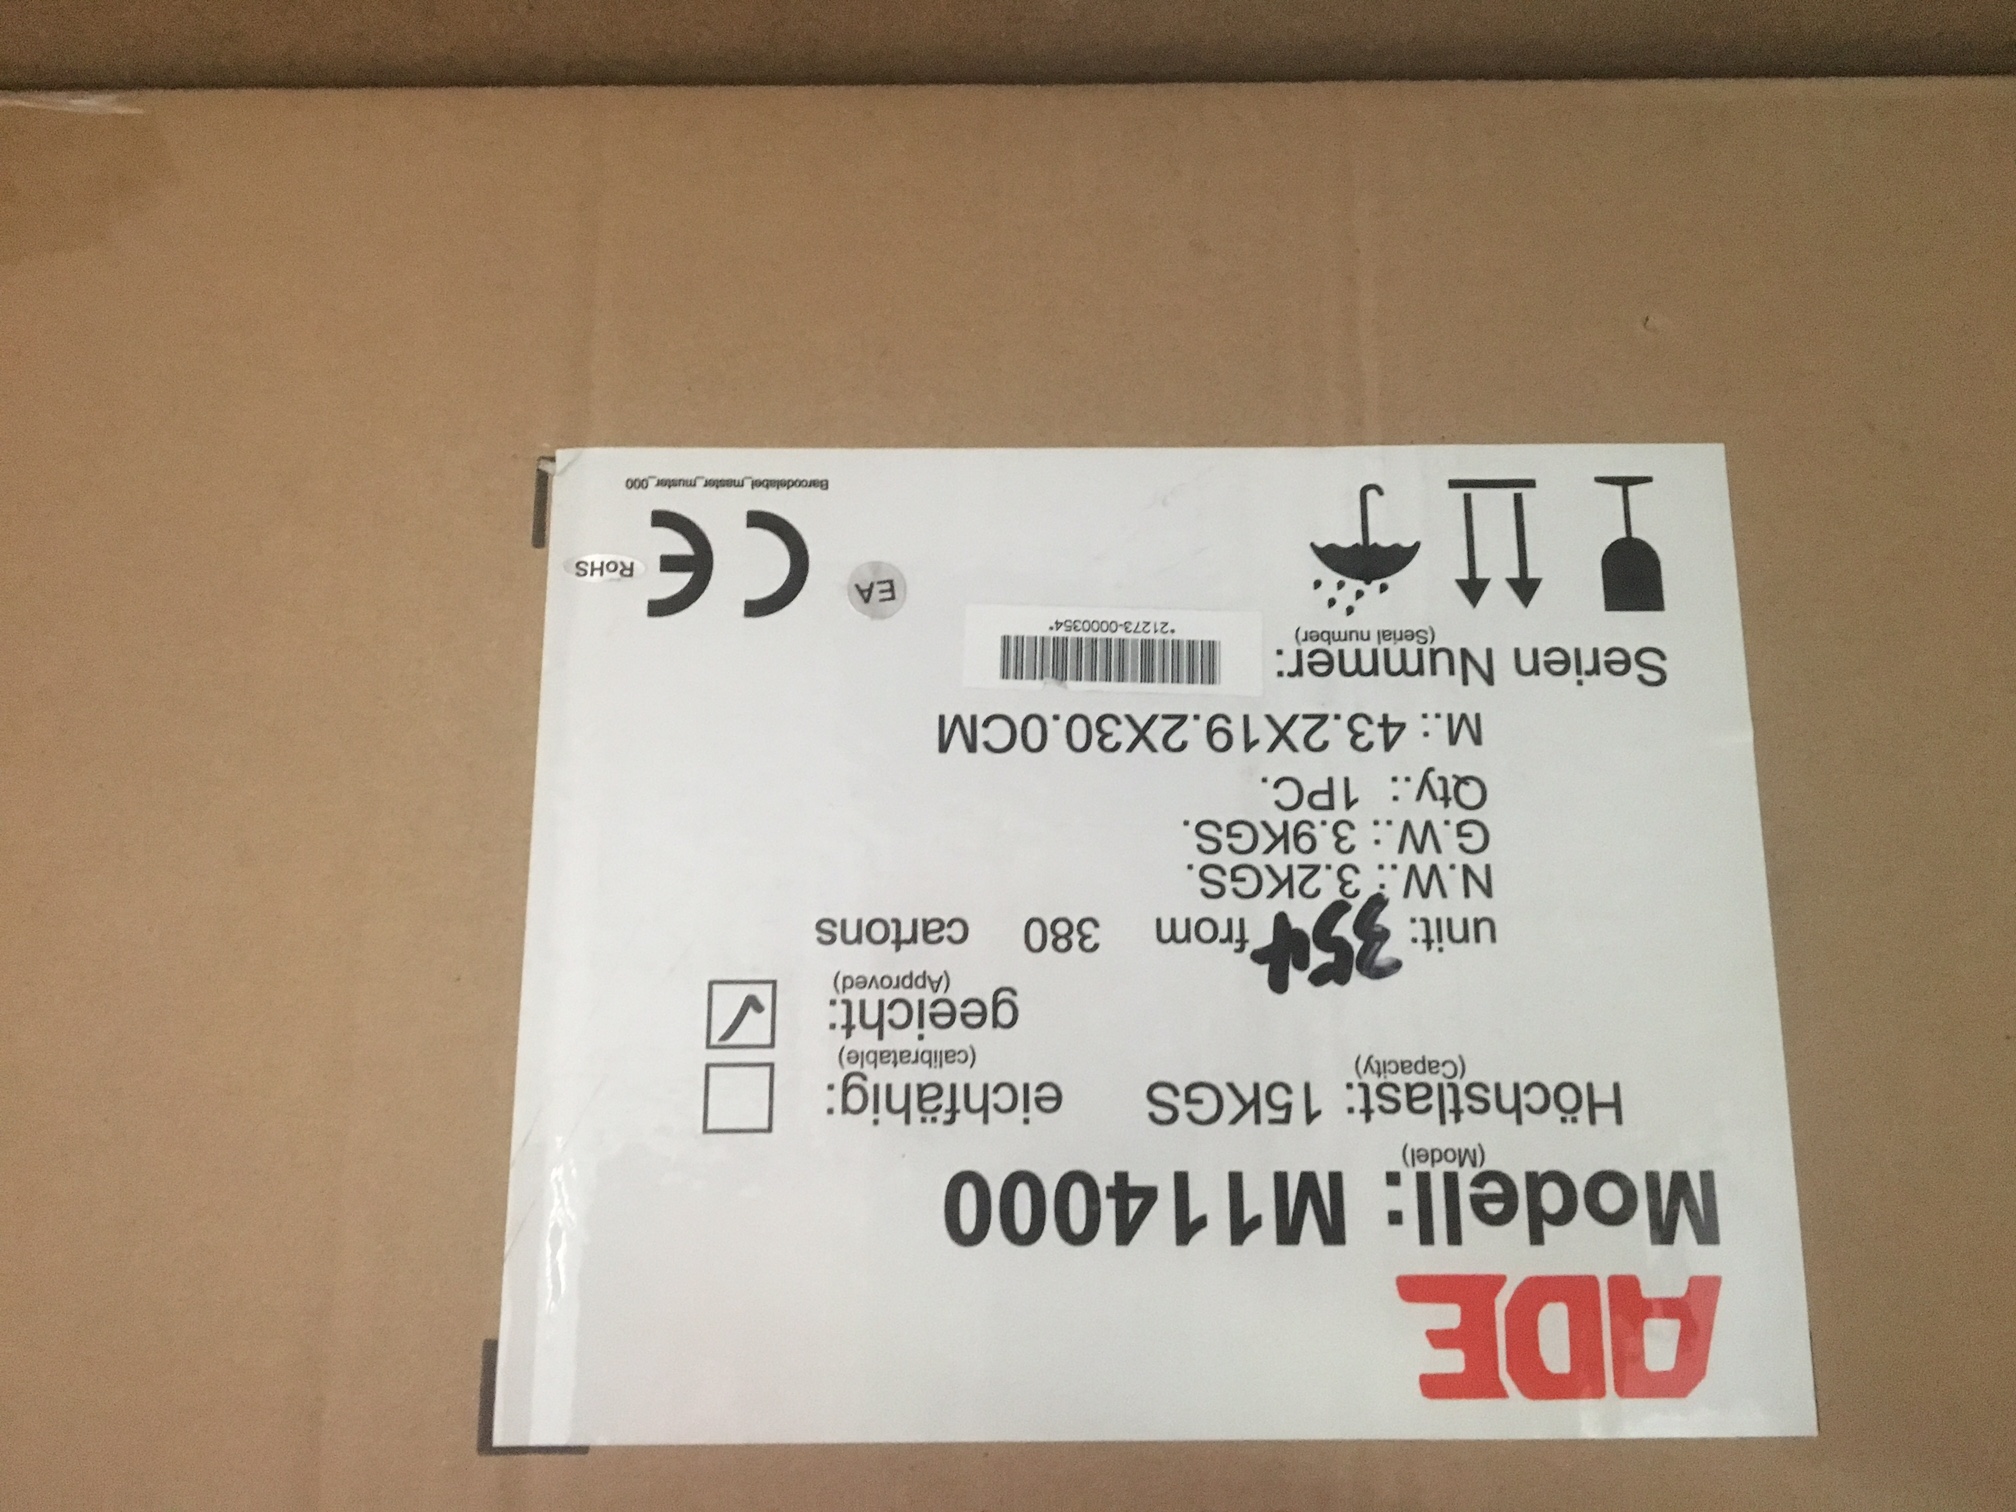 ADE
Modell: M114000
(Model)
Höchstlast: 15KGS eichfähig:
(Capacity) (calibratable)
geeicht:
(Approved)
unit: 354 from 380 cartons
N.W.: 3.2KGS.
G.W.: 3.9KGS.
Qty.: 1PC.
M.: 43.2X19.2X30.0CM
Serien Nummer:
(Serial number)
*21273-0000354*
EA
CE
RoHS
Barcodelabel_master_muster_000